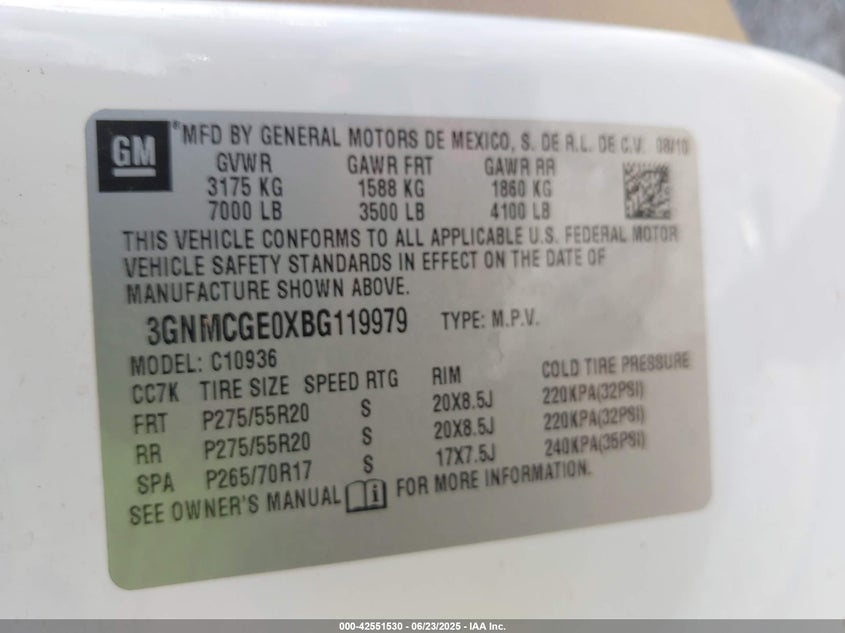 GM
® MFD BY GENERAL MOTORS DE MEXICO, S. DE R.L. DE C.V. 08/10
GVWR GAWR FRT GAWR RR
3175 KG 1588 KG 1860 KG
7000 LB 3500 LB 4100 LB
THIS VEHICLE CONFORMS TO ALL APPLICABLE U.S. FEDERAL MOTOR
VEHICLE SAFETY STANDARDS IN EFFECT ON THE DATE OF
MANUFACTURE SHOWN ABOVE.
3GNMCGE0XBG119979 TYPE: M.P.V.
MODEL: C10936
CC7K TIRE SIZE SPEED RTG RIM COLD TIRE PRESSURE
FRT P275/55R20 S 20X8.5J 220KPA(32PSI)
RR P275/55R20 S 20X8.5J 220KPA(32PSI)
SPA P265/70R17 S 17X7.5J 240KPA(35PSI)
SEE OWNER'S MANUAL i FOR MORE INFORMATION.
000-42551530 - 06/23/2025 - IAA Inc.